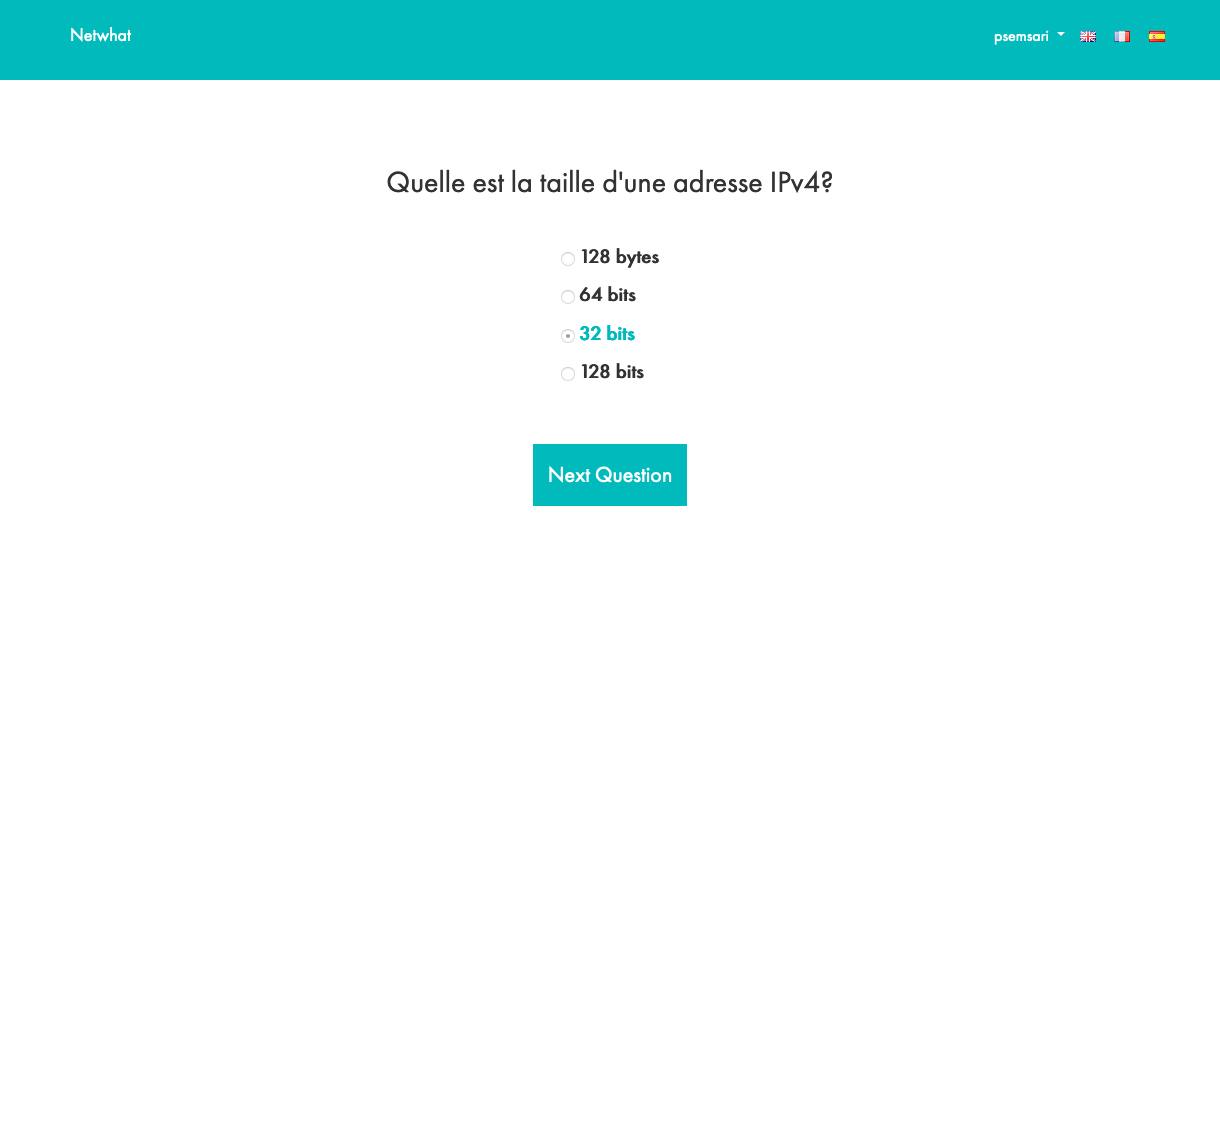 Netwhat
psemsari
Quelle est la taille d'une adresse IPv4?
128 bytes
64 bits
32 bits
128 bits
Next Question